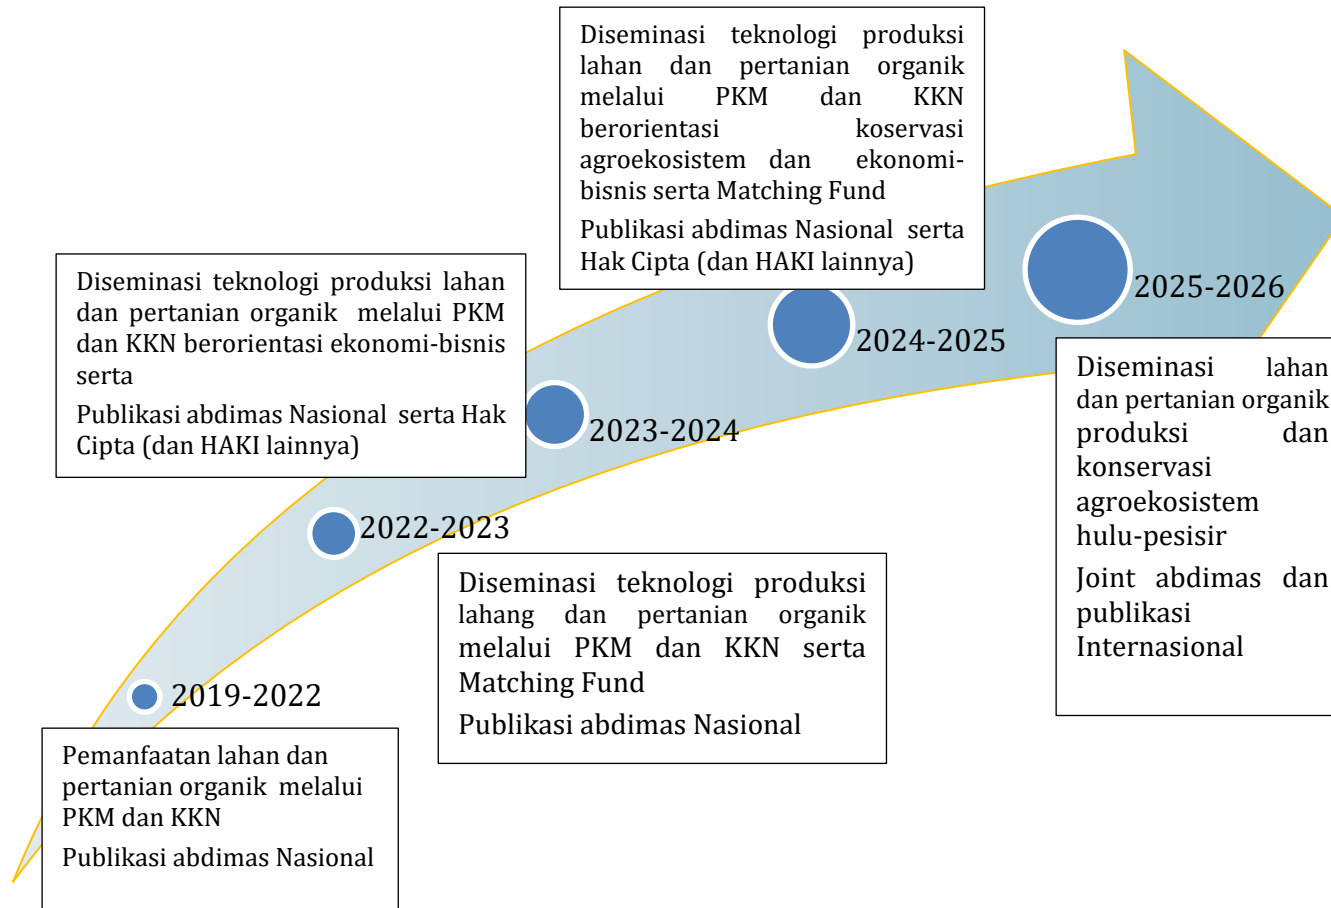 Diseminasi teknologi produksi
lahan dan pertanian organik
melalui PKM dan KKN
berorientasi koservasi
agroekosistem dan ekonomi-
bisnis serta Matching Fund
Publikasi abdimas Nasional serta
Hak Cipta (dan HAKI lainnya)
Diseminasi teknologi produksi lahan
dan pertanian organik melalui PKM
dan KKN berorientasi ekonomi-bisnis
serta
Publikasi abdimas Nasional serta Hak
Cipta (dan HAKI lainnya)
2025-2026
2024-2025
2023-2024
2022-2023
2019-2022
Diseminasi lahan
dan pertanian organik
produksi dan
konservasi
agroekosistem
hulu-pesisir
Joint abdimas dan
publikasi
Internasional
Diseminasi teknologi produksi
lahang dan pertanian organik
melalui PKM dan KKN serta
Matching Fund
Publikasi abdimas Nasional
Pemanfaatan lahan dan
pertanian organik melalui
PKM dan KKN
Publikasi abdimas Nasional